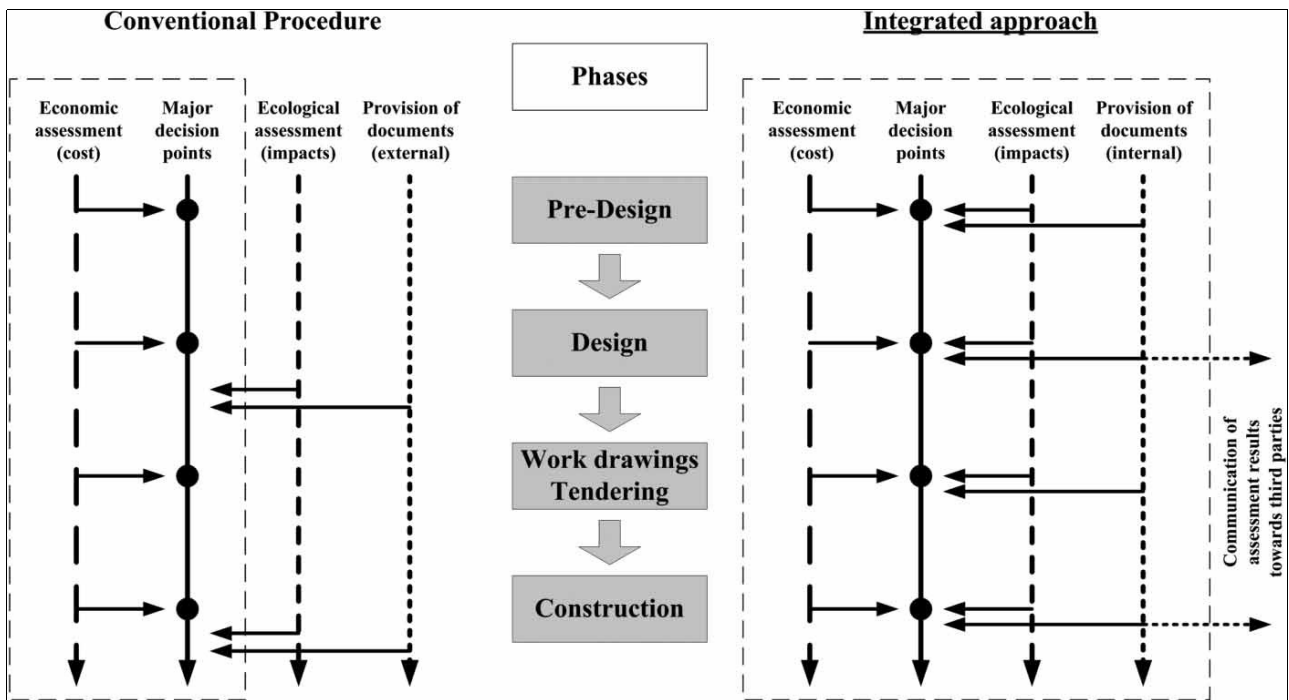 Conventional Procedure
Integrated approach
Phases
Economic
assessment
(cost)
Major
decision
points
Ecological
assessment
(impacts)
Provision of
documents
(external)
Economic
assessment
(cost)
Major
decision
points
Ecological
assessment
(impacts)
Provision of
documents
(internal)
Pre-Design
Design
Work drawings
Tendering
Construction
Communication of
assessment results
towards third parties